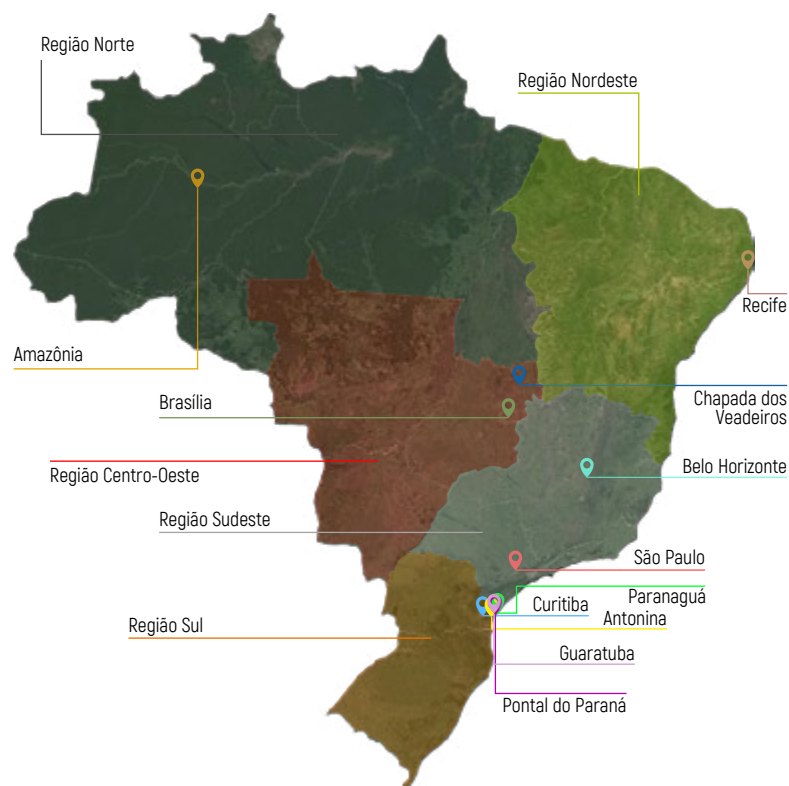 Região Norte
Região Nordeste
Recife
Amazônia
Chapada dos
Veadeiros
Brasília
Belo Horizonte
Região Centro-Oeste
Região Sudeste
São Paulo
Paranaguá
Curitiba
Antonina
Região Sul
Guaratuba
Pontal do Paraná